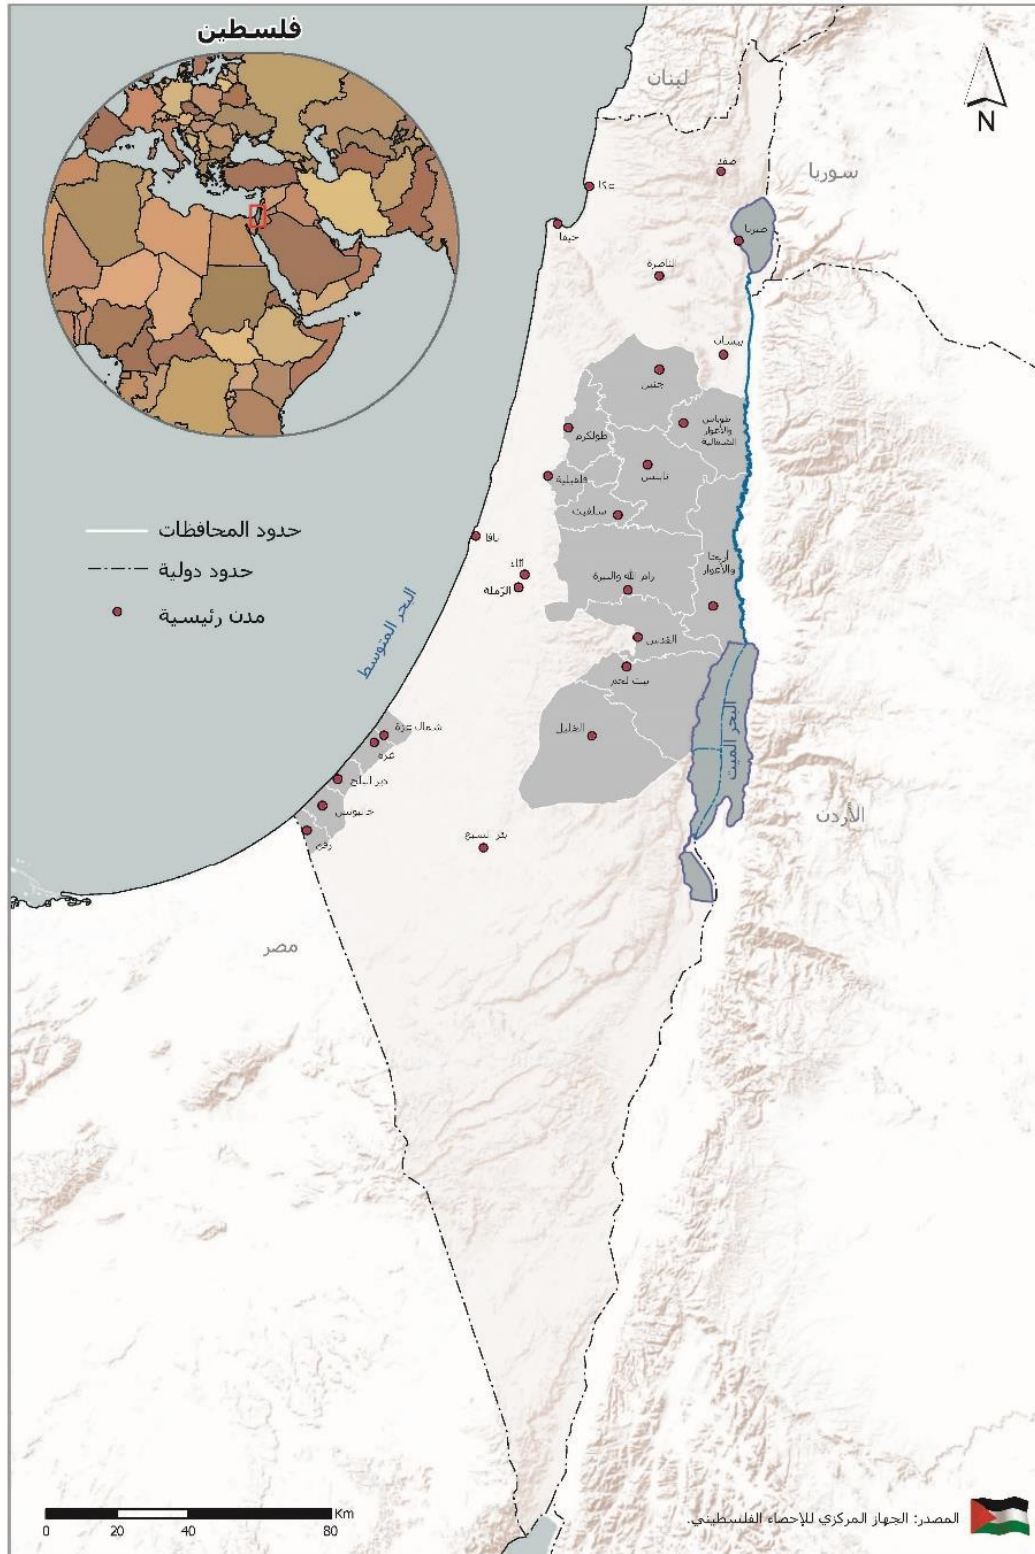 فلسطين
لبنان
N
سوريا
صفد
عكا
حيفا
طبريا
الناصرة
بيسان
جنين
طوباس
والأغوار
الشمالية
طولكرم
نابلس
قلقيلية
سلفيت
حدود المحافظات
حدود دولية
مدن رئيسية
يافا
اللد
الرملة
رام الله والبيرة
أريحا
والأغوار
القدس
بيت لحم
البحر المتوسط
الخليل
البحر الميت
شمال غزة
غزة
دير البلح
خانيونس
رفح
بئر السبع
الأردن
مصر
Km
0 20 40 80
المصدر: الجهاز المركزي للإحصاء الفلسطيني.